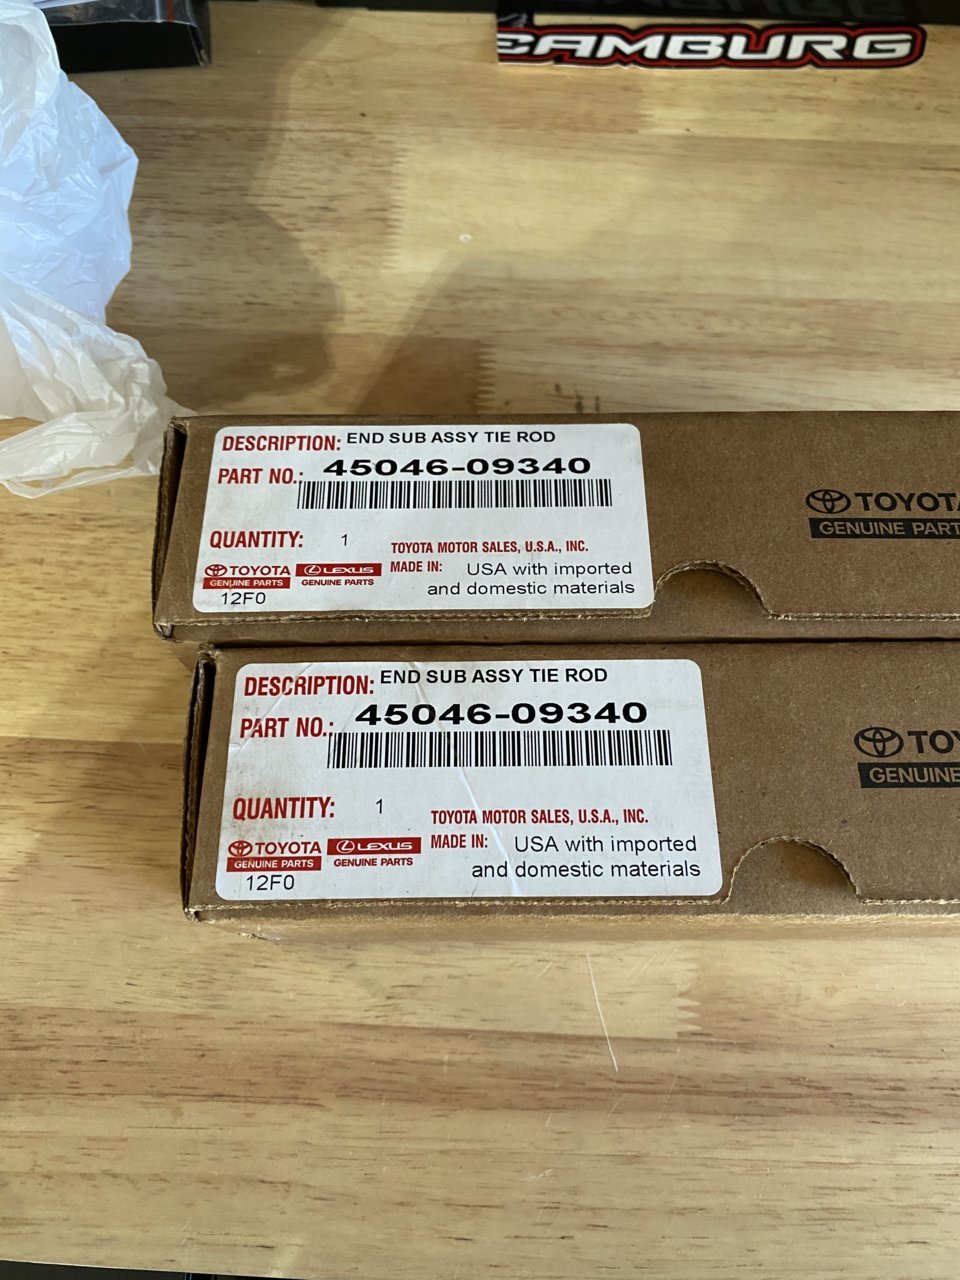 CAMBURG
DESCRIPTION: END SUB ASSY TIE ROD
PART NO.: 45046-09340
QUANTITY: 1
TOYOTA MOTOR SALES, U.S.A., INC.
MADE IN: USA with imported
and domestic materials
TOYOTA
GENUINE PARTS
LEXUS
GENUINE PARTS
12F0
TOYOTA
GENUINE PART
DESCRIPTION: END SUB ASSY TIE ROD
PART NO.: 45046-09340
QUANTITY: 1
TOYOTA MOTOR SALES, U.S.A., INC.
MADE IN: USA with imported
and domestic materials
TOYOTA
GENUINE PARTS
LEXUS
GENUINE PARTS
12F0
TOY
GENUINE